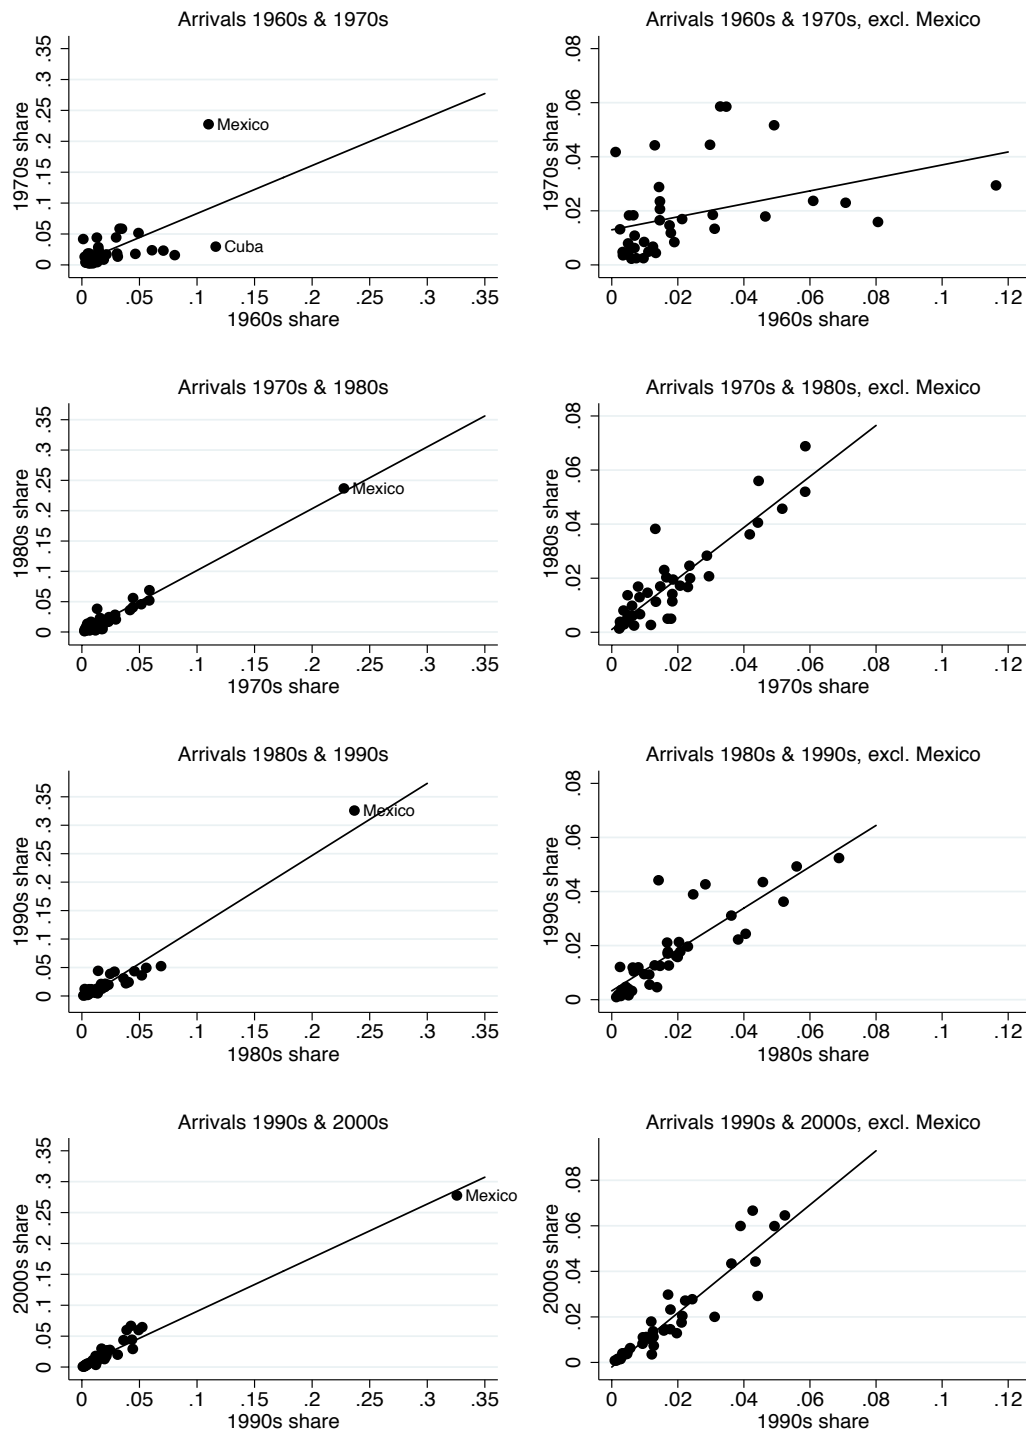 Arrivals 1960s & 1970s
1970s share
0 .05 .1 .15 .2 .25 .3 .35
Mexico
Cuba
0 .05 .1 .15 .2 .25 .3 .35
1960s share
Arrivals 1960s & 1970s, excl. Mexico
1970s share
0 .02 .04 .06 .08
0 .02 .04 .06 .08 .1 .12
1960s share
Arrivals 1970s & 1980s
1980s share
0 .05 .1 .15 .2 .25 .3 .35
Mexico
0 .05 .1 .15 .2 .25 .3 .35
1970s share
Arrivals 1970s & 1980s, excl. Mexico
1980s share
0 .02 .04 .06 .08
0 .02 .04 .06 .08 .1 .12
1970s share
Arrivals 1980s & 1990s
1990s share
0 .05 .1 .15 .2 .25 .3 .35
Mexico
0 .05 .1 .15 .2 .25 .3 .35
1980s share
Arrivals 1980s & 1990s, excl. Mexico
1990s share
0 .02 .04 .06 .08
0 .02 .04 .06 .08 .1 .12
1980s share
Arrivals 1990s & 2000s
2000s share
0 .05 .1 .15 .2 .25 .3 .35
Mexico
0 .05 .1 .15 .2 .25 .3 .35
1990s share
Arrivals 1990s & 2000s, excl. Mexico
2000s share
0 .02 .04 .06 .08
0 .02 .04 .06 .08 .1 .12
1990s share